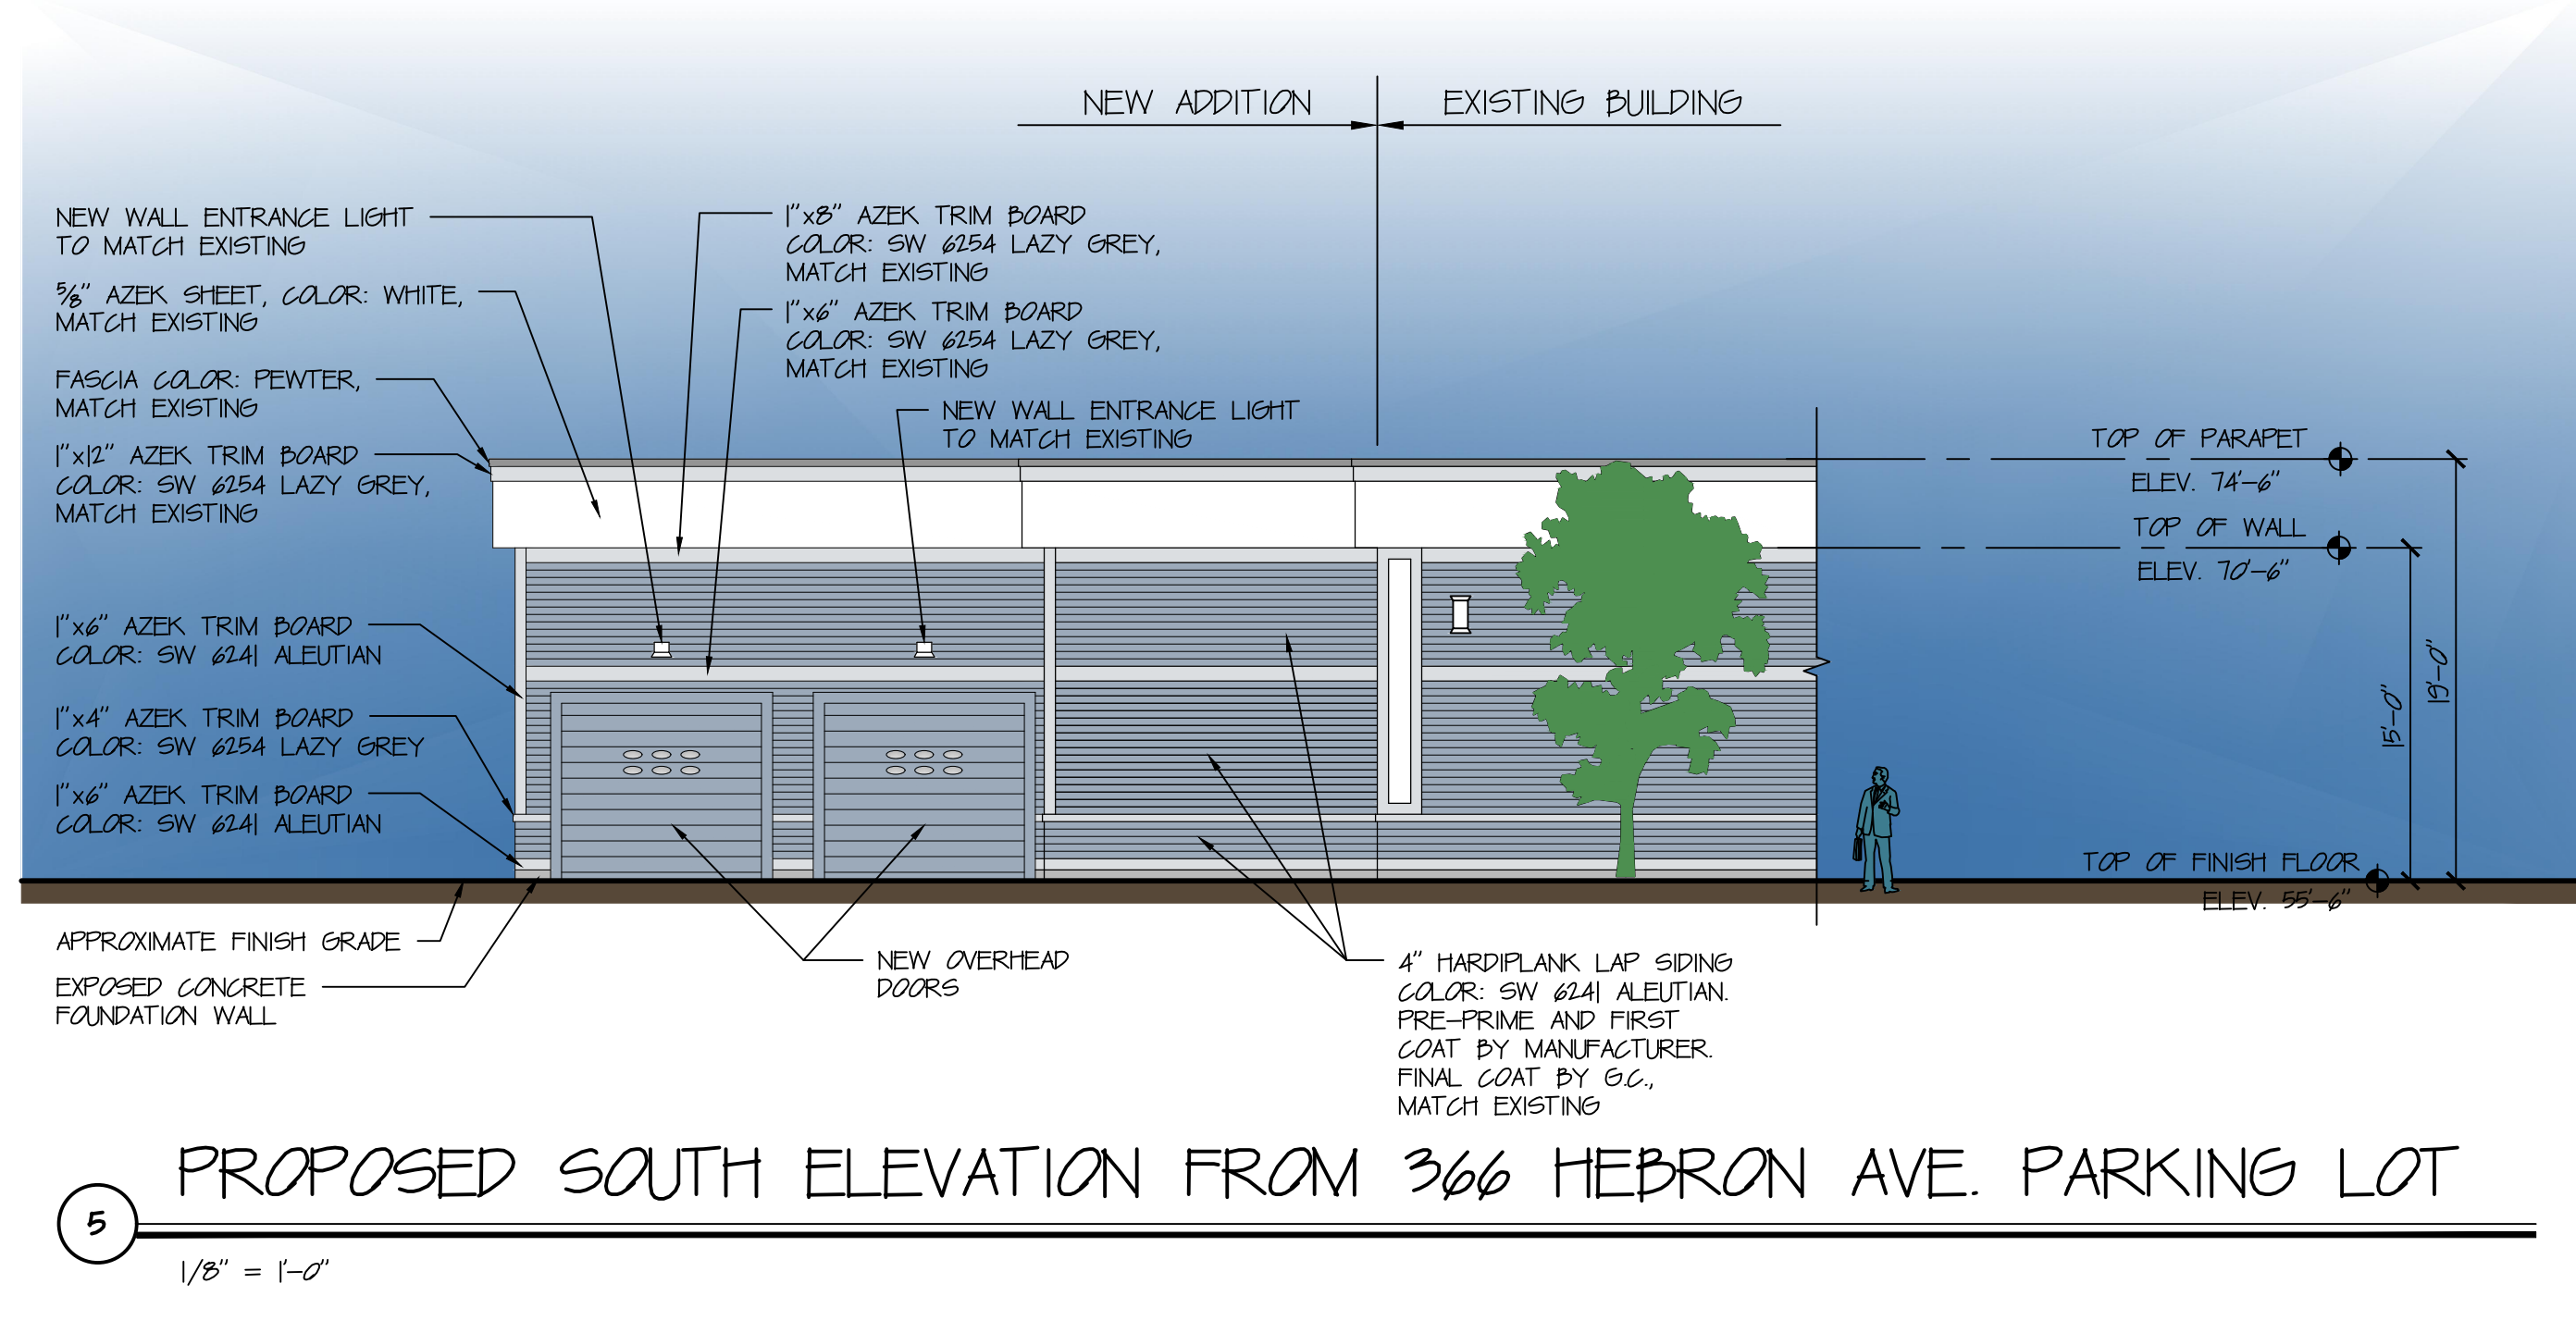 NEW ADDITION
EXISTING BUILDING
NEW WALL ENTRANCE LIGHT
TO MATCH EXISTING
5/8" AZEK SHEET, COLOR: WHITE,
MATCH EXISTING
FASCIA COLOR: PEWTER,
MATCH EXISTING
1"x12" AZEK TRIM BOARD
COLOR: SW 6254 LAZY GREY,
MATCH EXISTING
1"x6" AZEK TRIM BOARD
COLOR: SW 6241 ALEUTIAN
1"x4" AZEK TRIM BOARD
COLOR: SW 6254 LAZY GREY
1"x6" AZEK TRIM BOARD
COLOR: SW 6241 ALEUTIAN
APPROXIMATE FINISH GRADE
EXPOSED CONCRETE
FOUNDATION WALL
1"x8" AZEK TRIM BOARD
COLOR: SW 6254 LAZY GREY,
MATCH EXISTING
1"x6" AZEK TRIM BOARD
COLOR: SW 6254 LAZY GREY,
MATCH EXISTING
NEW WALL ENTRANCE LIGHT
TO MATCH EXISTING
NEW OVERHEAD
DOORS
4" HARDIPLANK LAP SIDING
COLOR: SW 6241 ALEUTIAN.
PRE-PRIME AND FIRST
COAT BY MANUFACTURER.
FINAL COAT BY G.C.,
MATCH EXISTING
TOP OF PARAPET
ELEV. 74'-6"
TOP OF WALL
ELEV. 70'-6"
15'-0"
19'-0"
TOP OF FINISH FLOOR
ELEV. 55'-6"
5
PROPOSED SOUTH ELEVATION FROM 366 HEBRON AVE. PARKING LOT
1/8" = 1'-0"